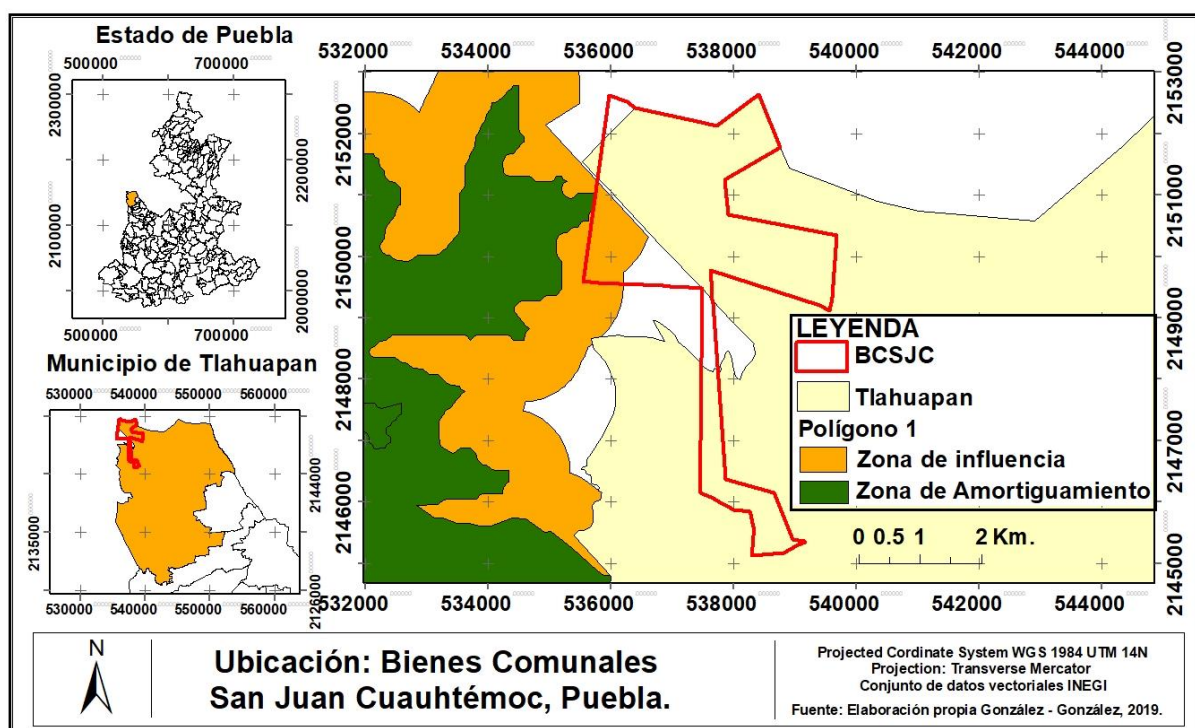 Estado de Puebla
500000 700000
2300000
2200000
2100000
2000000
500000 700000
Municipio de Tlahuapan
530000 540000 550000 560000
2144000
2135000
2126000
530000 540000 550000 560000
532000 534000 536000 538000 540000 542000 544000
2153000
2152000
2151000
2150000
2149000
2148000
2147000
2146000
2145000
532000 534000 536000 538000 540000 542000 544000
LEYENDA
BCSJC
Tlahuapan
Polígono 1
Zona de influencia
Zona de Amortiguamiento
0 0.5 1 2 Km.
N
Ubicación: Bienes Comunales
San Juan Cuauhtémoc, Puebla.
Projected Cordinate System WGS 1984 UTM 14N
Projection: Transverse Mercator
Conjunto de datos vectoriales INEGI
Fuente: Elaboración propia González - González, 2019.